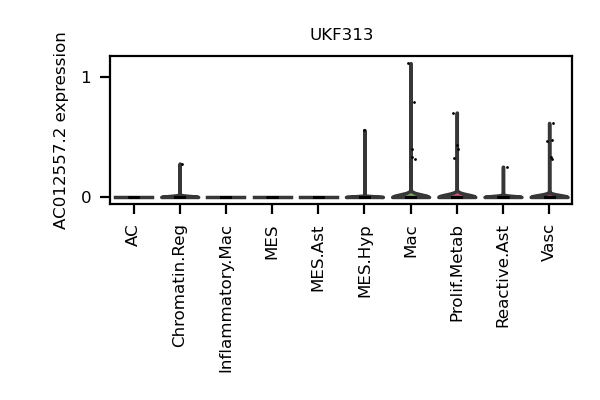 UKF313
AC012557.2 expression
1
0
AC
Chromatin.Reg
Inflammatory.Mac
MES
MES.Ast
MES.Hyp
Mac
Prolif.Metab
Reactive.Ast
Vasc